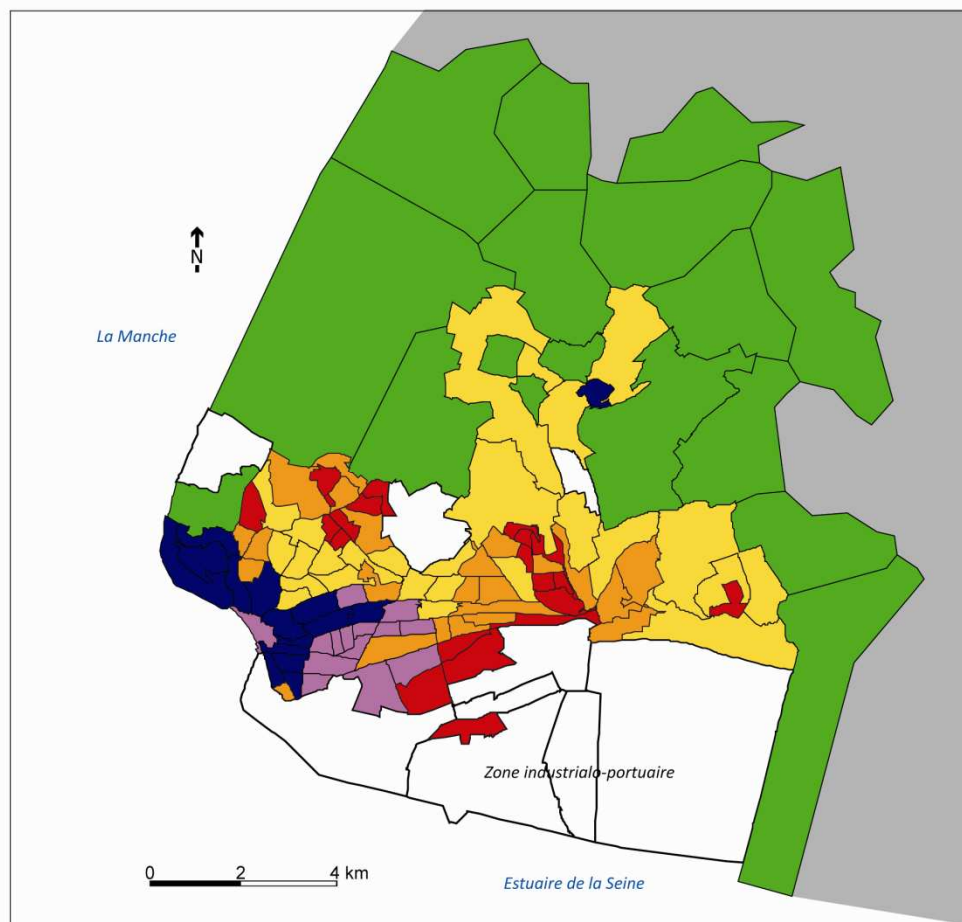 N
La Manche
Zone industrialo-portuaire
0 2 4 km
Estuaire de la Seine